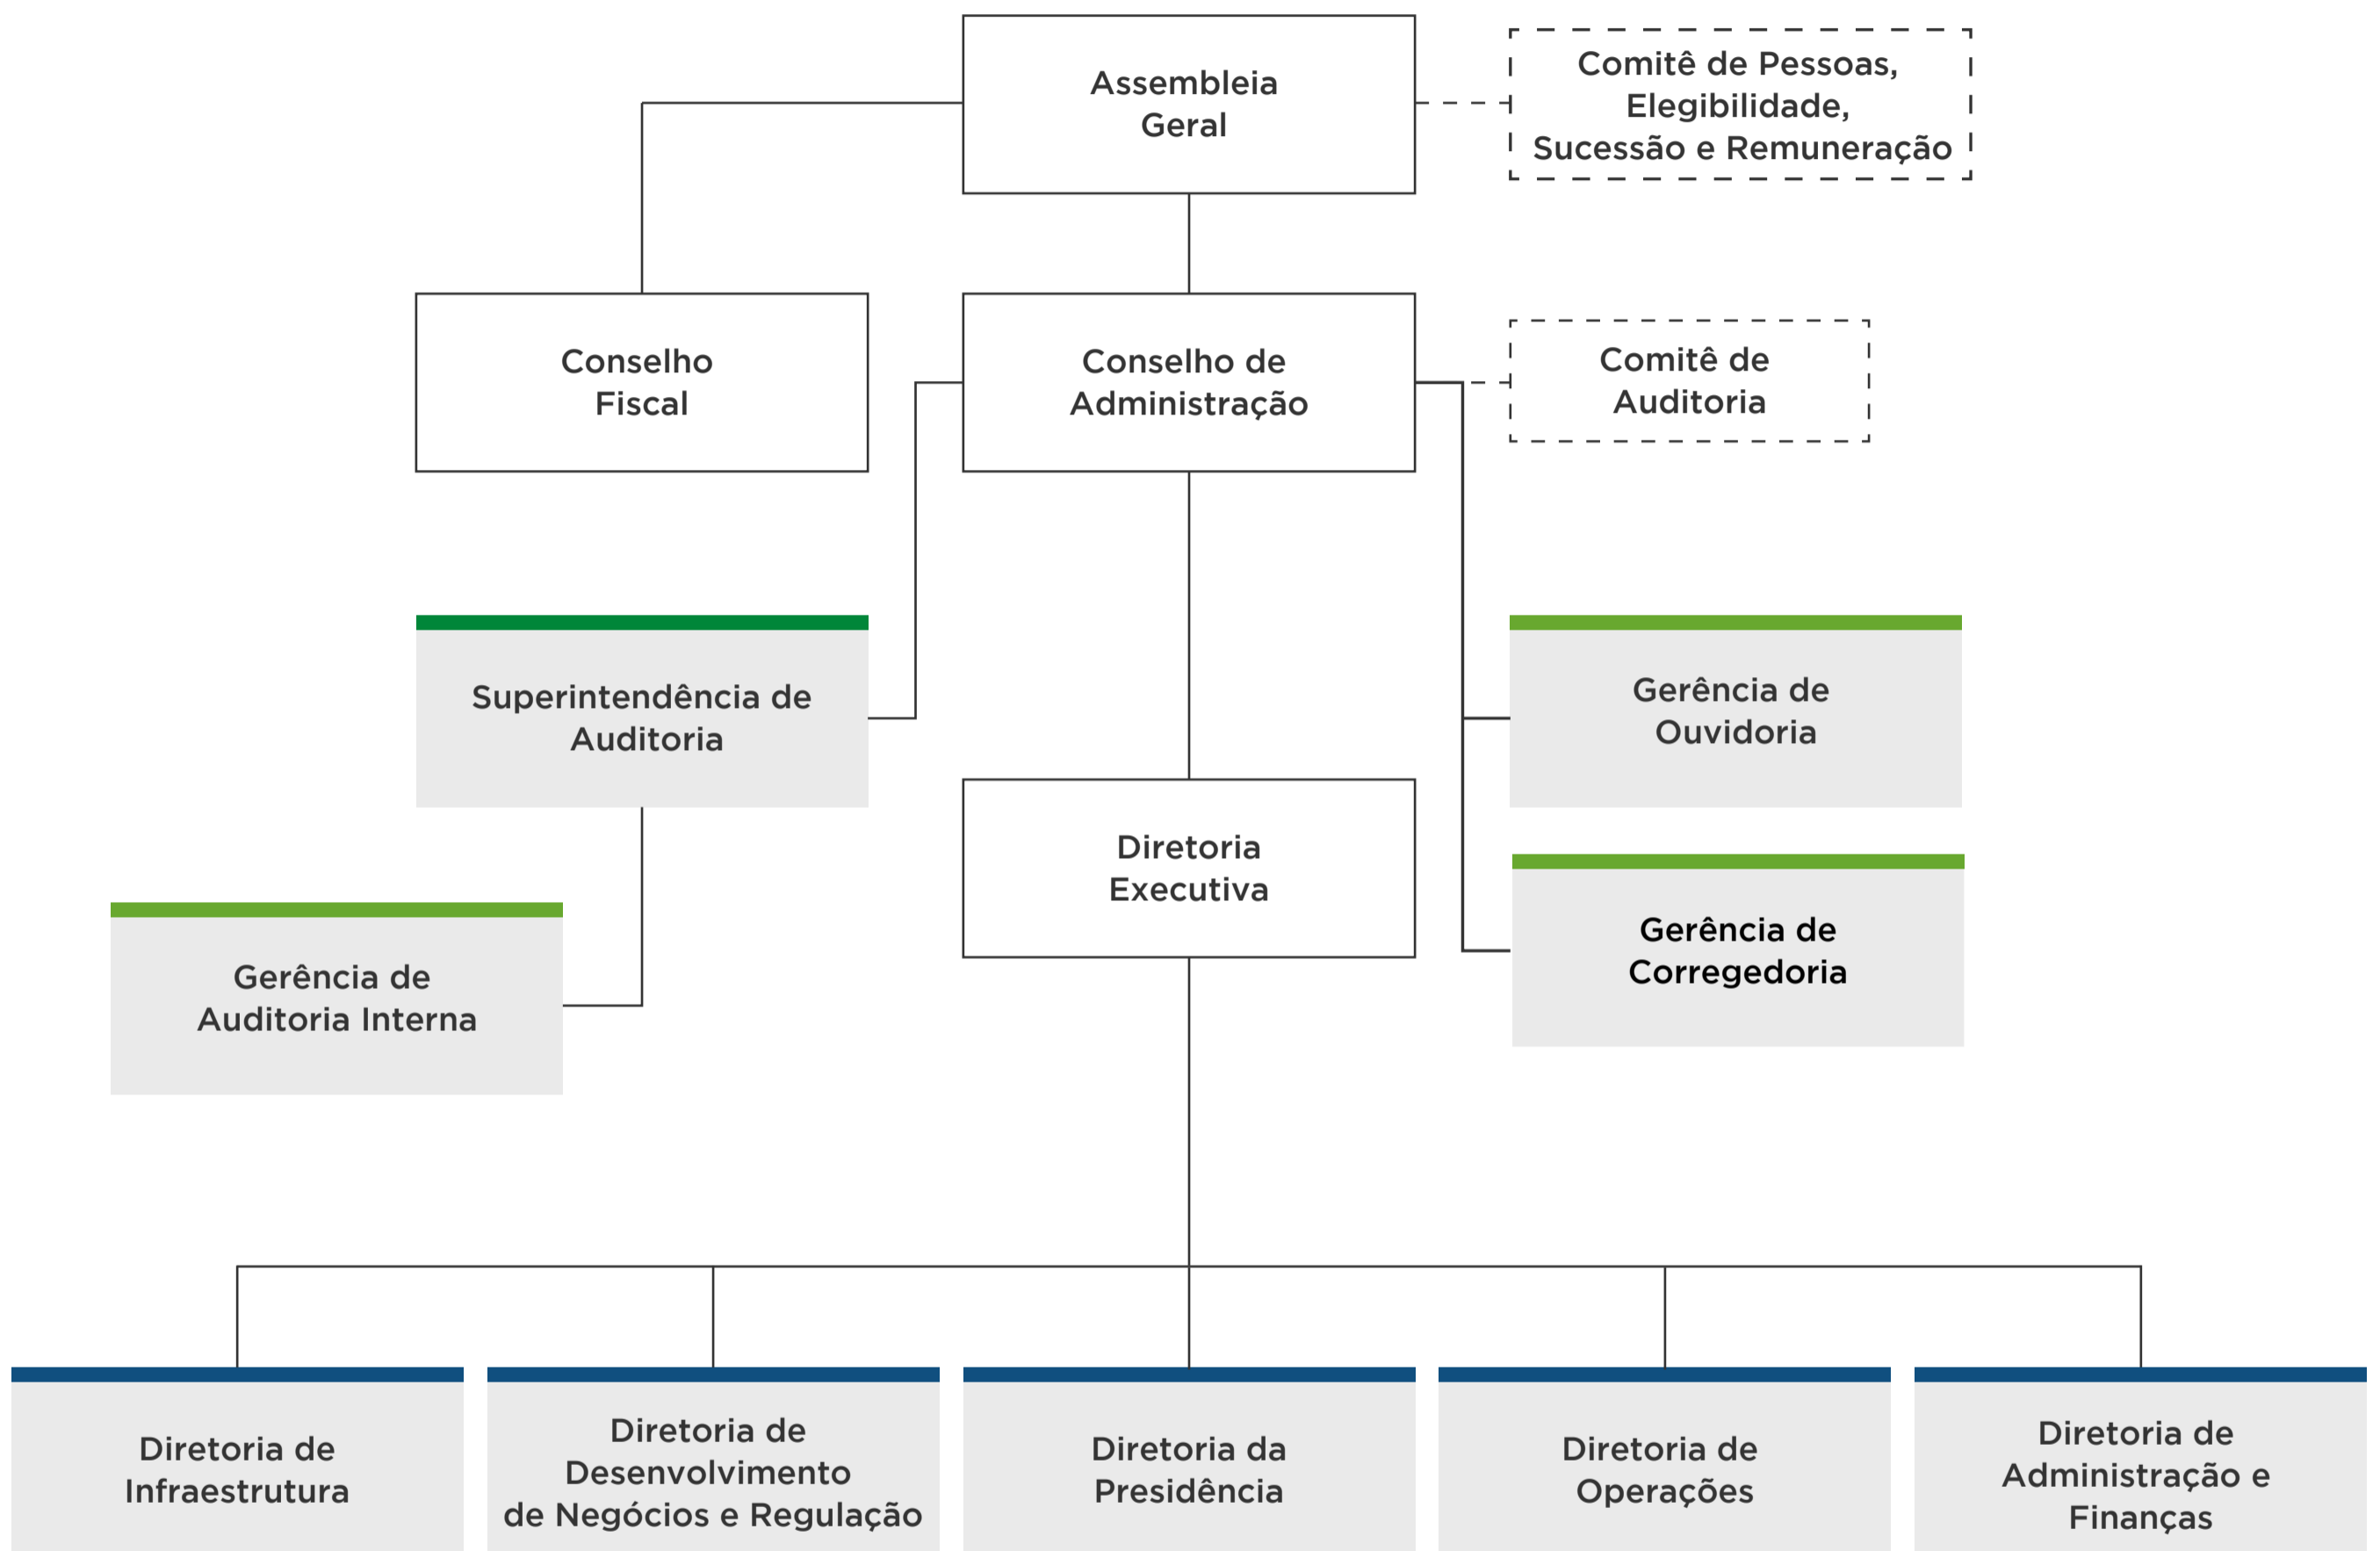 Assembleia
Geral
Comitê de Pessoas,
Elegibilidade,
Sucessão e Remuneração
Conselho
Fiscal
Conselho de
Administração
Comitê de
Auditoria
Superintendência de
Auditoria
Gerência de
Ouvidoria
Diretoria
Executiva
Gerência de
Corregedoria
Gerência de
Auditoria Interna
Diretoria de
Infraestrutura
Diretoria de
Desenvolvimento
de Negócios e Regulação
Diretoria da
Presidência
Diretoria de
Operações
Diretoria de
Administração e
Finanças